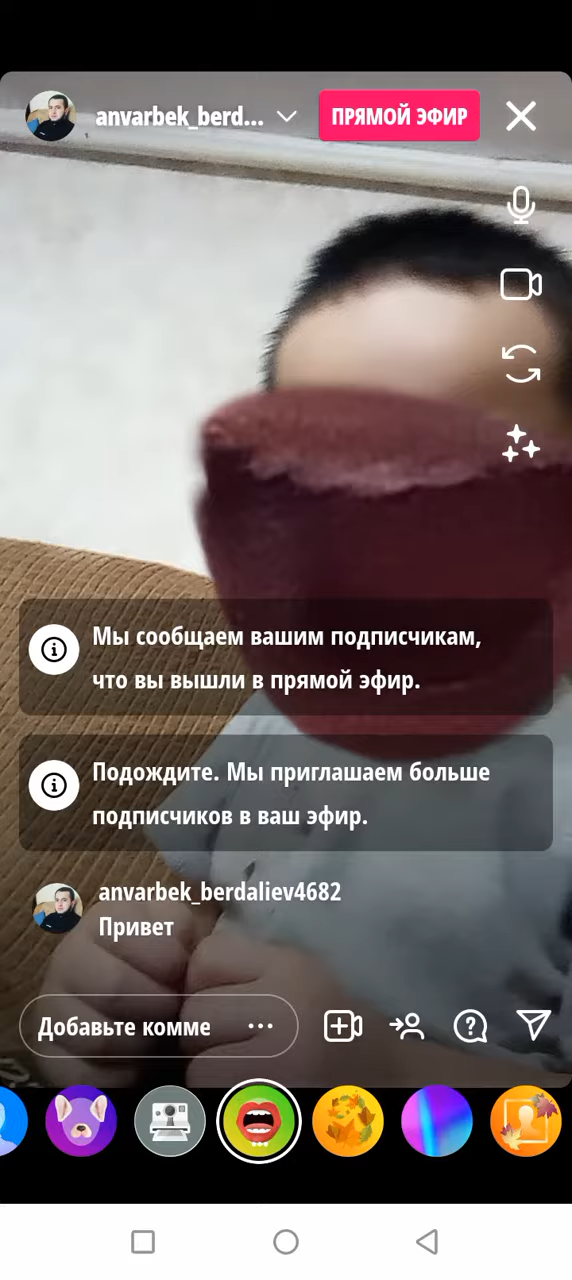 anvarbek_berd...
ПРЯМОЙ ЭФИР
Мы сообщаем вашим подписчикам,
что вы вышли в прямой эфир.
Подождите. Мы приглашаем больше
подписчиков в ваш эфир.
anvarbek_berdaliev4682
Привет
Добавьте комме